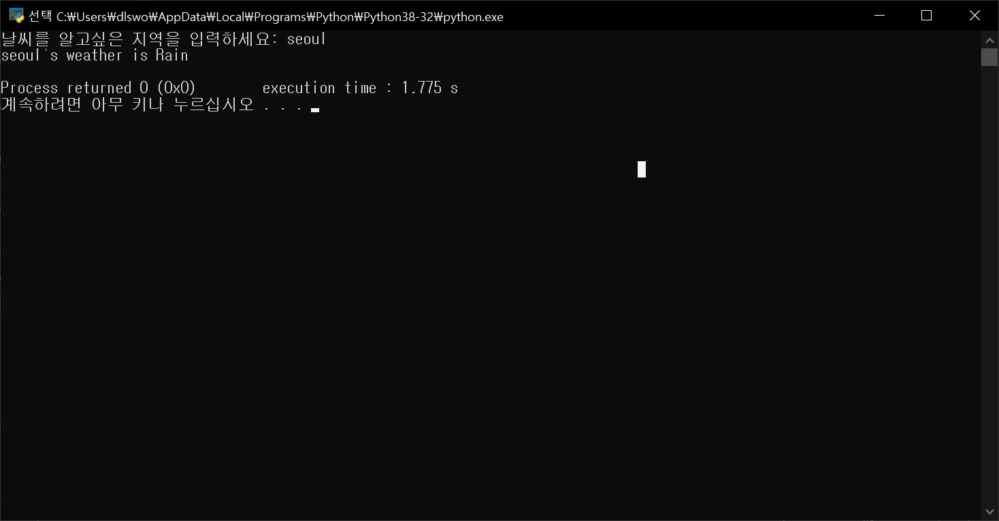 선택 C:₩Users₩dlswo₩AppData₩Local₩Programs₩Python₩Python38-32₩python.exe
날씨를 알고싶은 지역을 입력하세요: seoul
seoul's weather is Rain
Process returned 0 (0x0)        execution time : 1.775 s
계속하려면 아무 키나 누르십시오 . . .